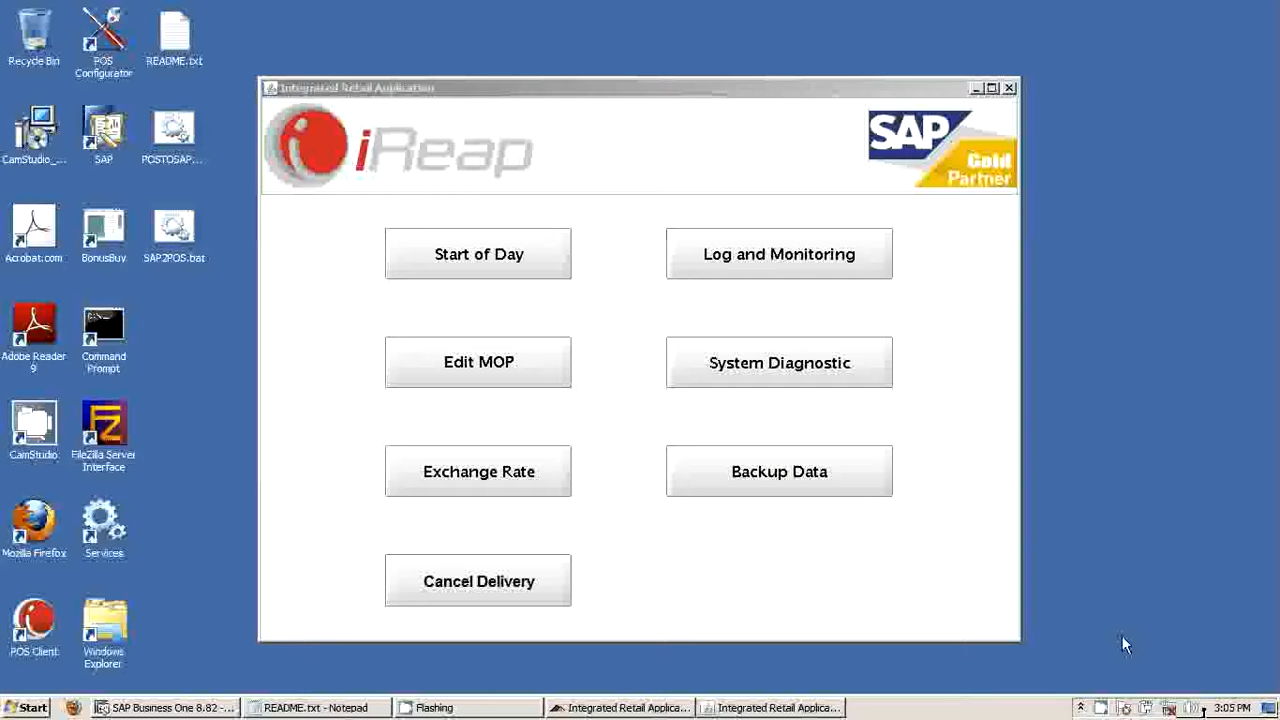 Recycle Bin
POS
Configurator
README.txt
CamStudio_...
SAP
POSTOSAP...
Acrobat.com
BonusBuy
SAP2POS.bat
Adobe Reader
9
Command
Prompt
CamStudio
FileZilla Server
Interface
Mozilla Firefox
Services
POS Client
Windows
Explorer
Integrated Retail Application
iReap
SAP
Gold
Partner
Start of Day
Log and Monitoring
Edit MOP
System Diagnostic
Exchange Rate
Backup Data
Cancel Delivery
Start
SAP Business One 8.82 -...
README.txt - Notepad
Flashing
Integrated Retail Applica...
Integrated Retail Applica...
3:05 PM